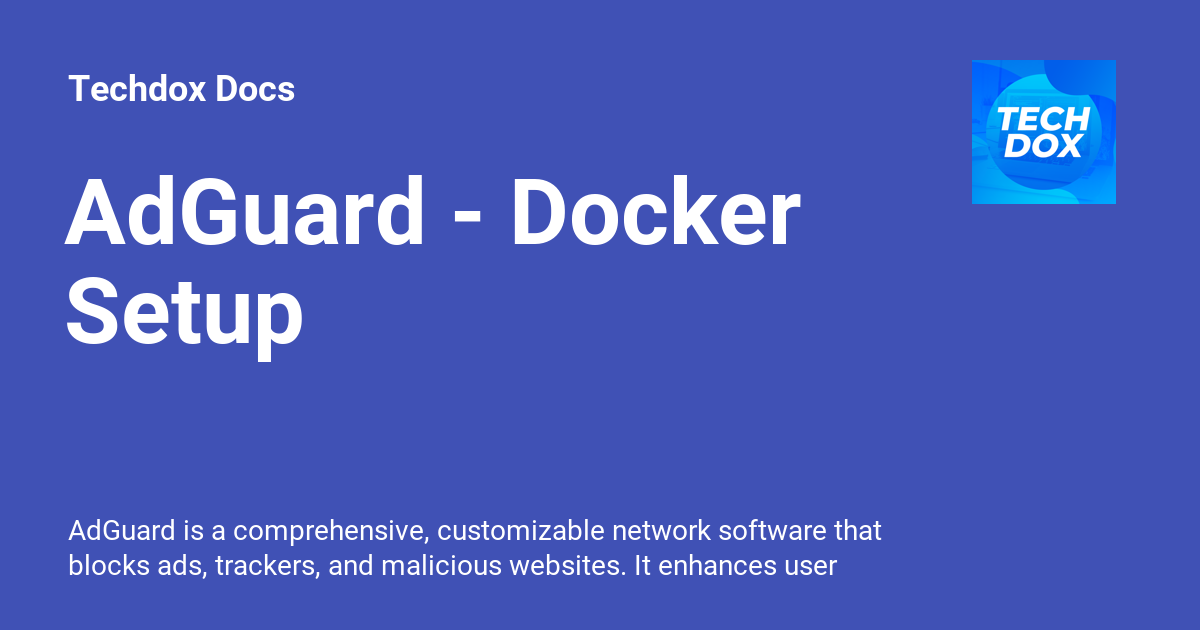 Techdox Docs
TECH
DOX
AdGuard - Docker
Setup
AdGuard is a comprehensive, customizable network software that
blocks ads, trackers, and malicious websites. It enhances user